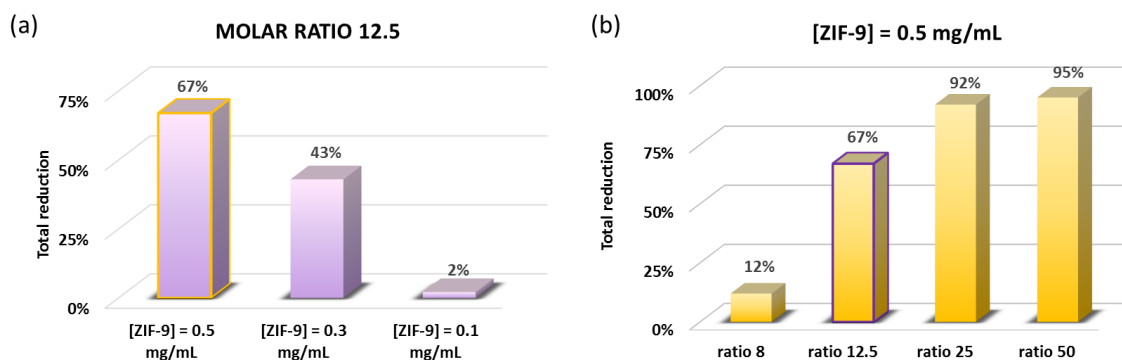 (a)
MOLAR RATIO 12.5
Total reduction
75%
50%
25%
0%
67%
43%
2%
[ZIF-9] = 0.5
mg/mL
[ZIF-9] = 0.3
mg/mL
[ZIF-9] = 0.1
mg/mL
(b)
[ZIF-9] = 0.5 mg/mL
Total reduction
100%
75%
50%
25%
0%
12%
67%
92%
95%
ratio 8
ratio 12.5
ratio 25
ratio 50